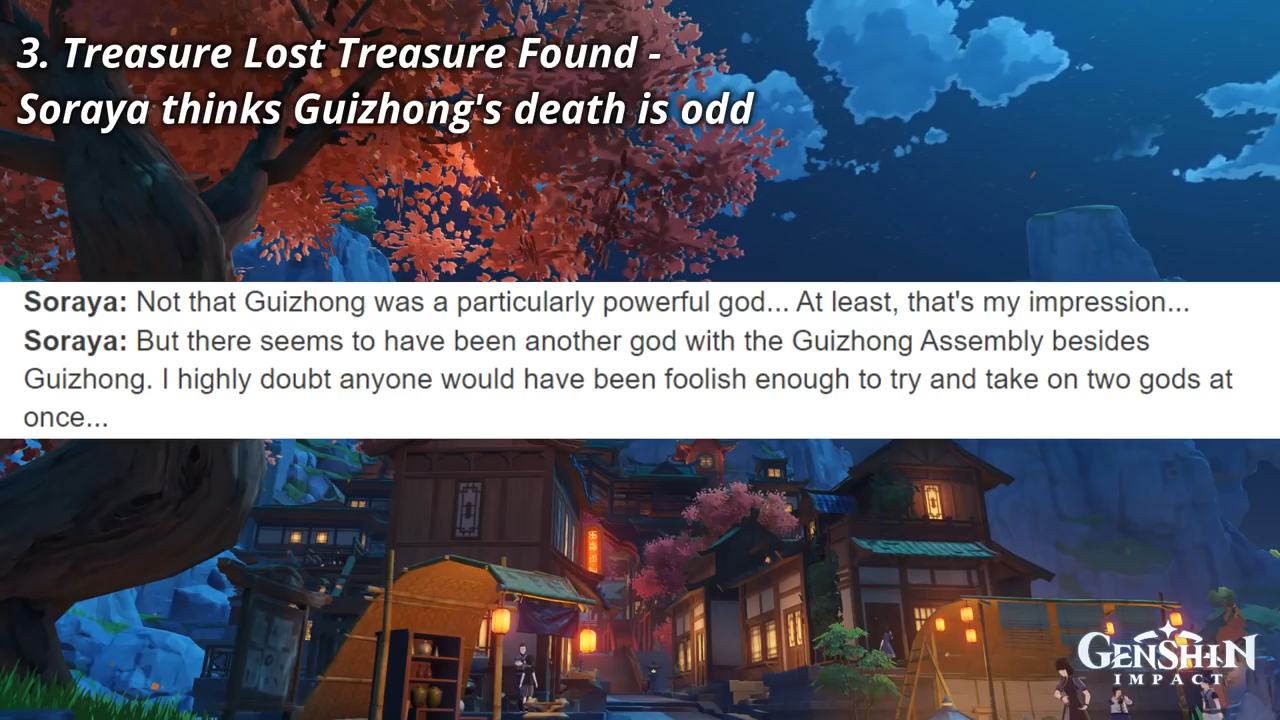 3. Treasure Lost Treasure Found -
Soraya thinks Guizhong's death is odd
Soraya: Not that Guizhong was a particularly powerful god... At least, that's my impression...
Soraya: But there seems to have been another god with the Guizhong Assembly besides
Guizhong. I highly doubt anyone would have been foolish enough to try and take on two gods at
once...
GENSHIN
IMPACT